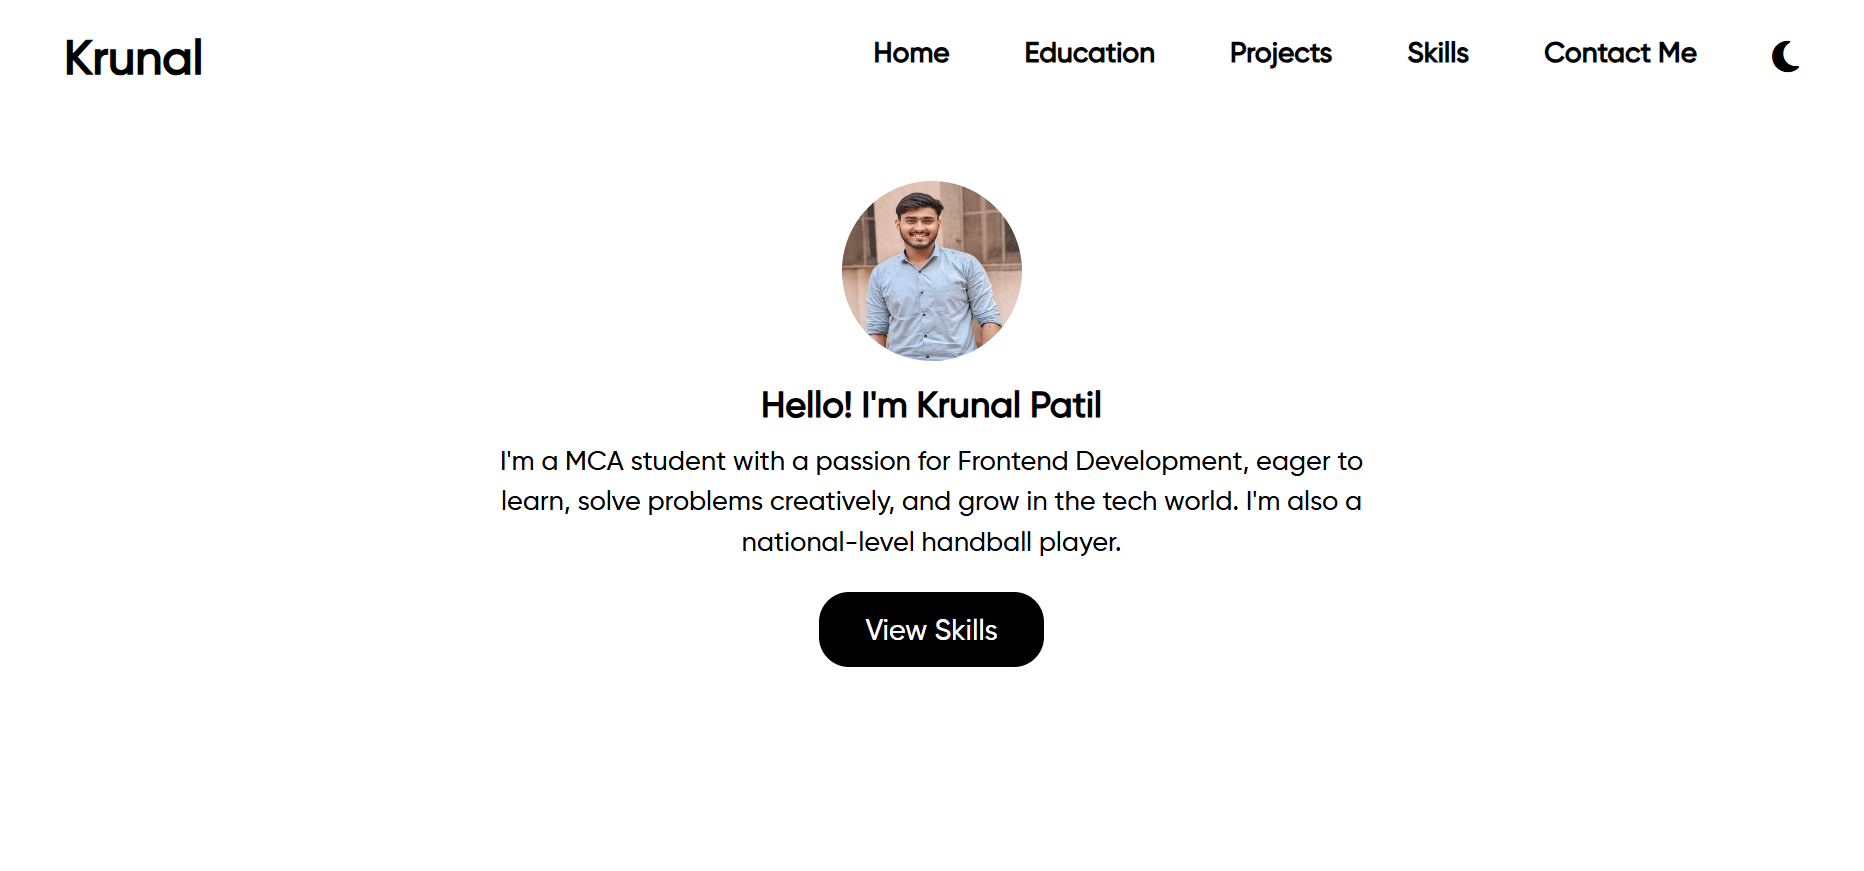 Krunal
Home Education Projects Skills Contact Me
Hello! I'm Krunal Patil
I'm a MCA student with a passion for Frontend Development, eager to
learn, solve problems creatively, and grow in the tech world. I'm also a
national-level handball player.
View Skills